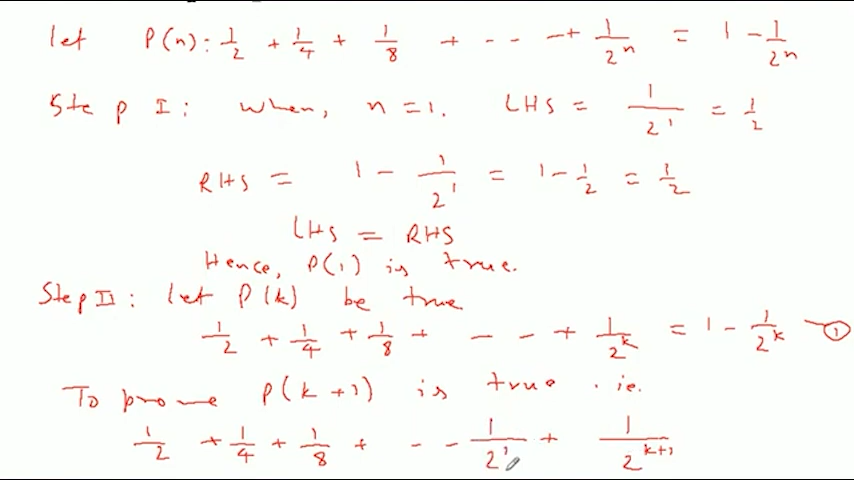 let P(n): 1/2 + 1/4 + 1/8 + - - - + 1/2^n = 1 - 1/2^n
Step I: when, n = 1. LHS = 1/2^1 = 1/2
RHS = 1 - 1/2^1 = 1 - 1/2 = 1/2
LHS = RHS
Hence, P(1) is true.
Step II: let P(k) be true
1/2 + 1/4 + 1/8 + - - + 1/2^k = 1 - 1/2^k — ①
To prove P(k+1) is true. ie.
1/2 + 1/4 + 1/8 + - - 1/2^1 + 1/2^(k+1)